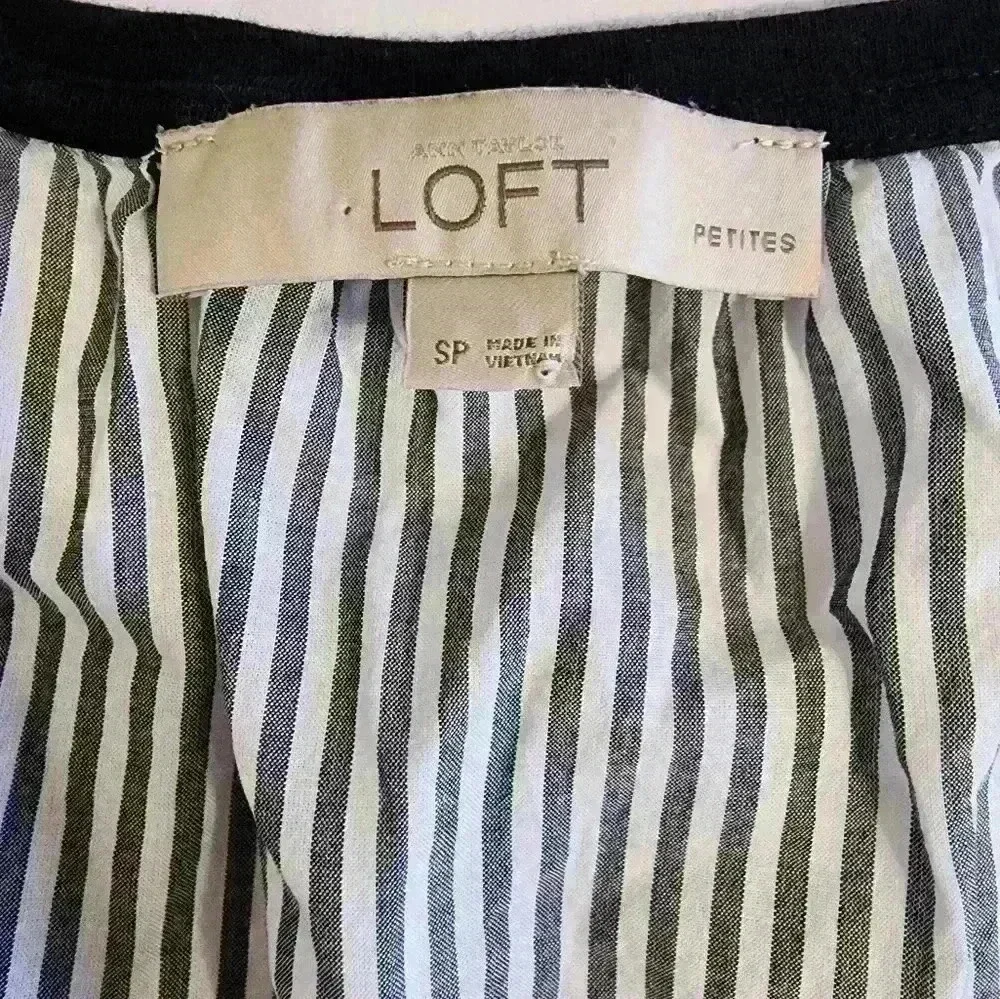 ANN TAYLOR
LOFT
PETITES
SP
MADE IN
VIETNAM